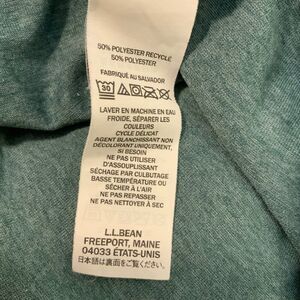 50% POLYESTER RECYCLÉ
50% POLYESTER
FABRIQUÉ AU SALVADOR
30
LAVER EN MACHINE EN EAU
FROIDE, SÉPARER LES
COULEURS
CYCLE DÉLICAT
AGENT BLANCHISSANT NON
DÉCOLORANT UNIQUEMENT,
SI BESOIN
NE PAS UTILISER
D'ASSOUPLISSANT
SÉCHAGE PAR CULBUTAGE
BASSE TEMPÉRATURE OU
SÉCHER À L'AIR
NE PAS REPASSER
NE PAS NETTOYER À SEC
L.L.BEAN
FREEPORT, MAINE
04033 ÉTATS-UNIS
日本語は裏面をご覧ください